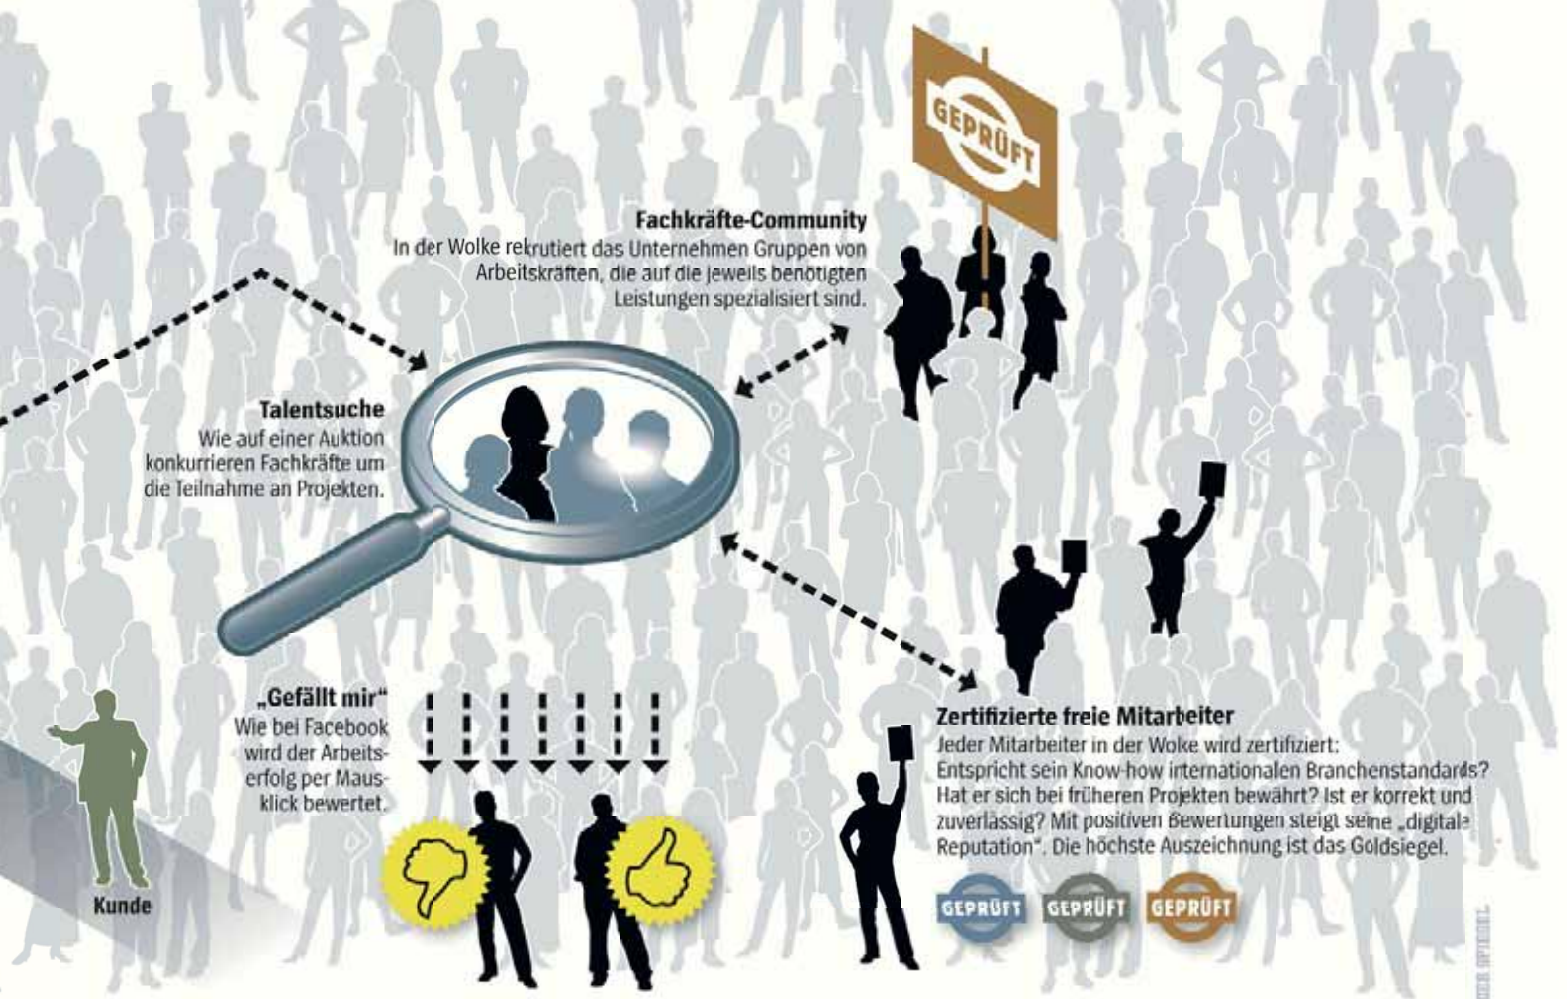 GEPRÜFT
Fachkräfte-Community
In der Wolke rekrutiert das Unternehmen Gruppen von
Arbeitskräften, die auf die jeweils benötigten
Leistungen spezialisiert sind.
Talentsuche
Wie auf einer Auktion
konkurrieren Fachkräfte um
die Teilnahme an Projekten.
„Gefällt mir“
Wie bei Facebook
wird der Arbeits-
erfolg per Maus-
klick bewertet.
Kunde
Zertifizierte freie Mitarbeiter
Jeder Mitarbeiter in der Woke wird zertifiziert:
Entspricht sein Know-how internationalen Branchenstandards?
Hat er sich bei früheren Projekten bewährt? Ist er korrekt und
zuverlässig? Mit positiven Bewertungen steigt seine „digitale
Reputation“. Die höchste Auszeichnung ist das Goldsiegel.
GEPRÜFT GEPRÜFT GEPRÜFT
DER SPIEGEL